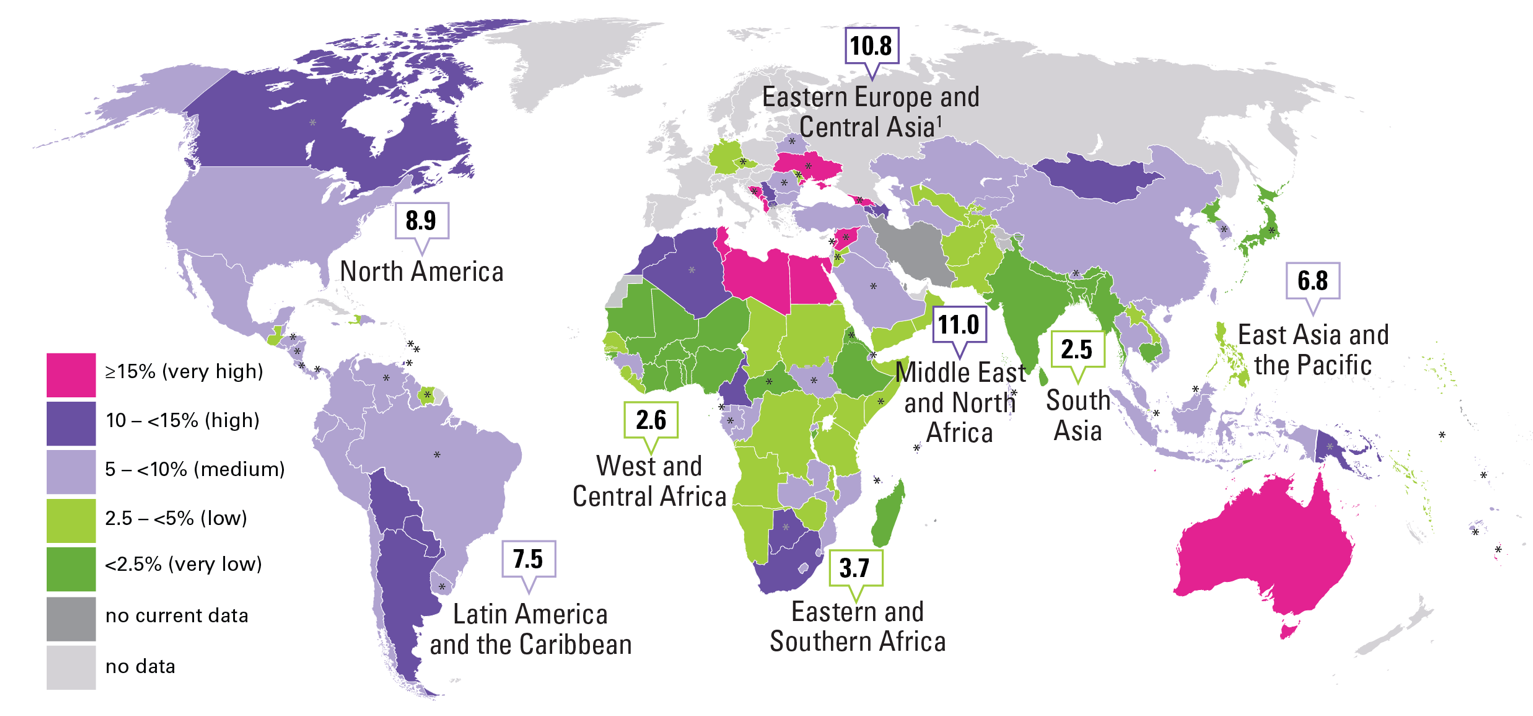 10.8
Eastern Europe and
Central Asia¹
8.9
North America
6.8
East Asia and
the Pacific
11.0
Middle East
and North
Africa
2.5
South
Asia
2.6
West and
Central Africa
3.7
Eastern and
Southern Africa
7.5
Latin America
and the Caribbean
≥15% (very high)
10 – <15% (high)
5 – <10% (medium)
2.5 – <5% (low)
<2.5% (very low)
no current data
no data